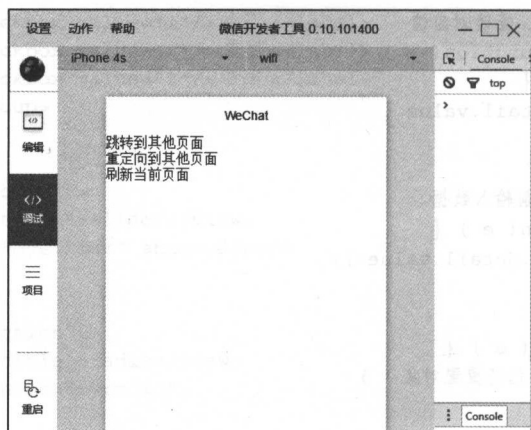 设置 动作 帮助 微信开发者工具 0.10.101400
iPhone 4s wifi
Console
top
WeChat
编辑
跳转到其他页面
重定向到其他页面
刷新当前页面
</>
调试
项目
重启
Console